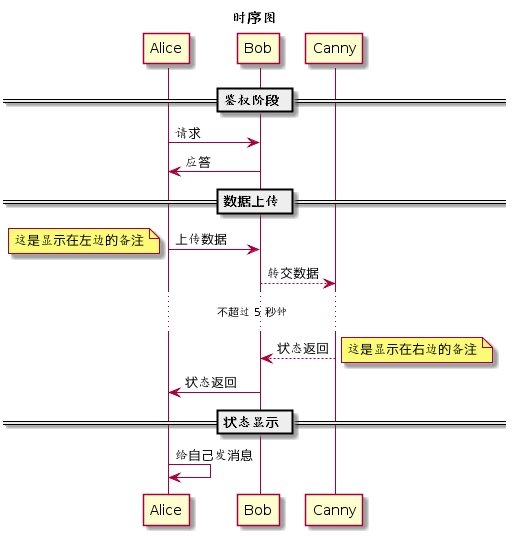 时序图
Alice Bob Canny
鉴权阶段
请求
应答
数据上传
这是显示在左边的备注 上传数据
转交数据
不超过 5 秒钟
状态返回 这是显示在右边的备注
状态返回
状态显示
给自己发消息
Alice Bob Canny